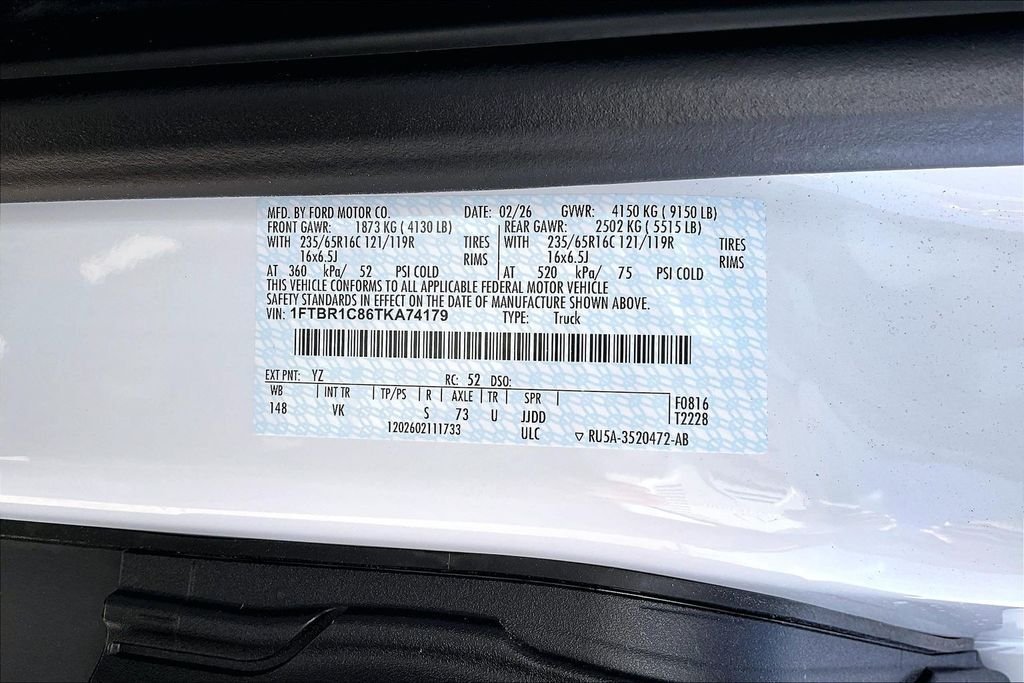 MFD. BY FORD MOTOR CO. DATE: 02/26 GVWR: 4150 KG ( 9150 LB)
FRONT GAWR: 1873 KG ( 4130 LB) REAR GAWR: 2502 KG ( 5515 LB)
WITH 235/65R16C 121/119R TIRES WITH 235/65R16C 121/119R TIRES
16x6.5J RIMS 16x6.5J RIMS
AT 360 kPa/ 52 PSI COLD AT 520 kPa/ 75 PSI COLD
THIS VEHICLE CONFORMS TO ALL APPLICABLE FEDERAL MOTOR VEHICLE
SAFETY STANDARDS IN EFFECT ON THE DATE OF MANUFACTURE SHOWN ABOVE.
VIN: 1FTBR1C86TKA74179 TYPE: Truck
EXT PNT: YZ RC: 52 DSO:
WB INT TR TP/PS R AXLE TR SPR F0816
148 VK S 73 U JJDD T2228
1202602111733 ULC ▽ RU5A-3520472-AB